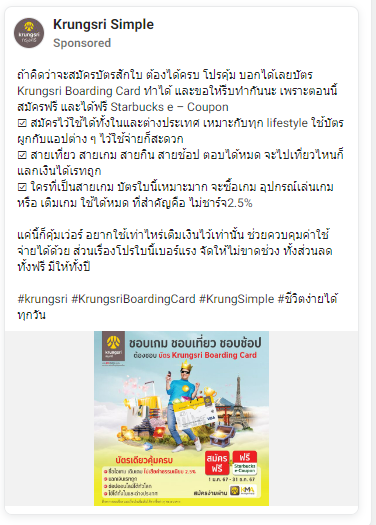 Krungsri Simple
Sponsored
krungsri
กรุงศรี
ถ้าคิดว่าจะสมัครบัตรสักใบ ต้องได้ครบ โปรคุ้ม บอกได้เลยบัตร
Krungsri Boarding Card ทำได้ และขอให้รีบทำกันนะ เพราะตอนนี้
สมัครฟรี และได้ฟรี Starbucks e – Coupon
☑ สมัครไว้ใช้ได้ทั้งในและต่างประเทศ เหมาะกับทุก lifestyle ใช้บัตร
ผูกกับแอปต่าง ๆ ไว้ใช้จ่ายก็สะดวก
☑ สายเที่ยว สายเกม สายกิน สายช้อป ตอบได้หมด จะไปเที่ยวไหนก็
แลกเงินได้เรทถูก
☑ ใครที่เป็นสายเกม บัตรใบนี้เหมาะมาก จะซื้อเกม อุปกรณ์เล่นเกม
หรือ เติมเกม ใช้ได้หมด ที่สำคัญคือ ไม่ชาร์จ2.5%
แค่นี้ก็คุ้มเว่อร์ อยากใช้เท่าไหร่เติมเงินไว้เท่านั้น ช่วยควบคุมค่าใช้
จ่ายได้ด้วย ส่วนเรื่องโปรใบนี้เบอร์แรง จัดให้ไม่ขาดช่วง ทั้งส่วนลด
ทั้งฟรี มีให้ทั้งปี
#krungsri #KrungsriBoardingCard #KrungSimple #ชีวิตง่ายได้
ทุกวัน
krungsri
กรุงศรี
ชอบเกม ชอบเที่ยว ชอบช้อป
ต้องชอบ บัตร Krungsri Boarding Card
บัตรเดียวคุ้มครบ
สมัคร
ฟรี
ฟรี
Starbucks
e-Coupon
1 ม.ค. 67 - 31 ธ.ค. 67
สมัครง่ายผ่าน
KMA